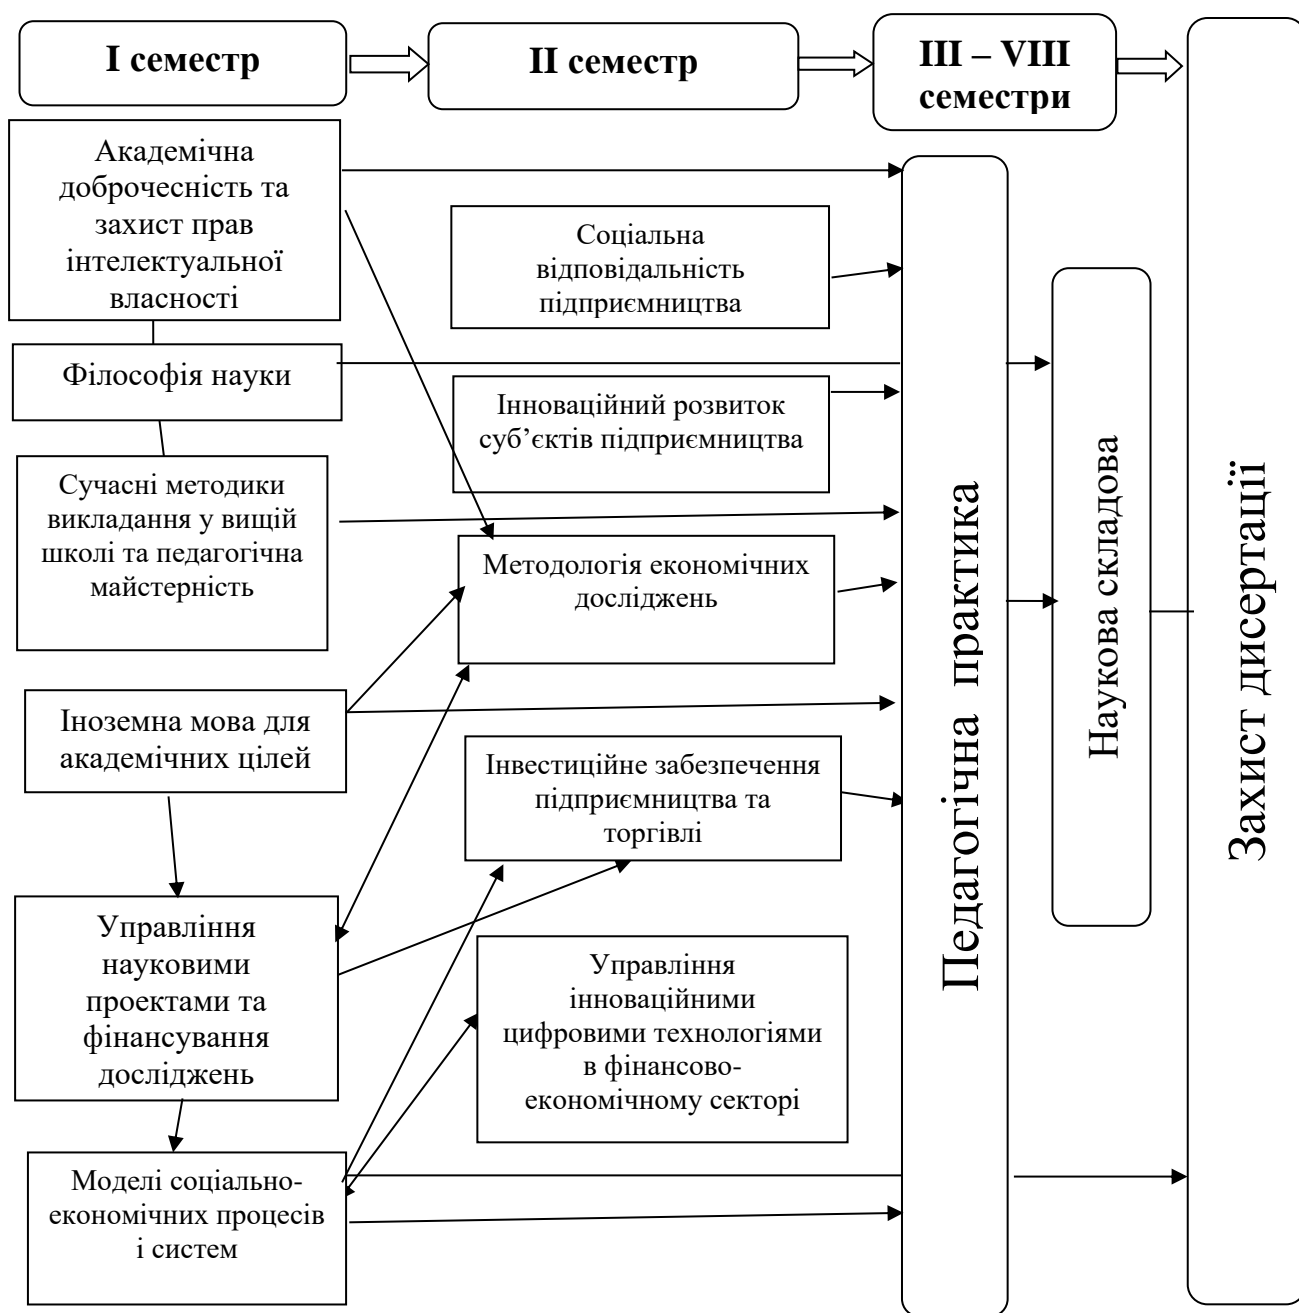 I семестр
II семестр
III – VIII
семестри
Академічна
доброчесність та
захист прав
інтелектуальної
власності
Філософія науки
Сучасні методики
викладання у вищій
школі та педагогічна
майстерність
Іноземна мова для
академічних цілей
Управління
науковими
проектами та
фінансування
досліджень
Моделі соціально-
економічних процесів
і систем
Соціальна
відповідальність
підприємництва
Інноваційний розвиток
суб’єктів підприємництва
Методологія економічних
досліджень
Інвестиційне забезпечення
підприємництва та
торгівлі
Управління
інноваційними
цифровими технологіями
в фінансово-
економічному секторі
Педагогічна практика
Наукова складова
Захист дисертації